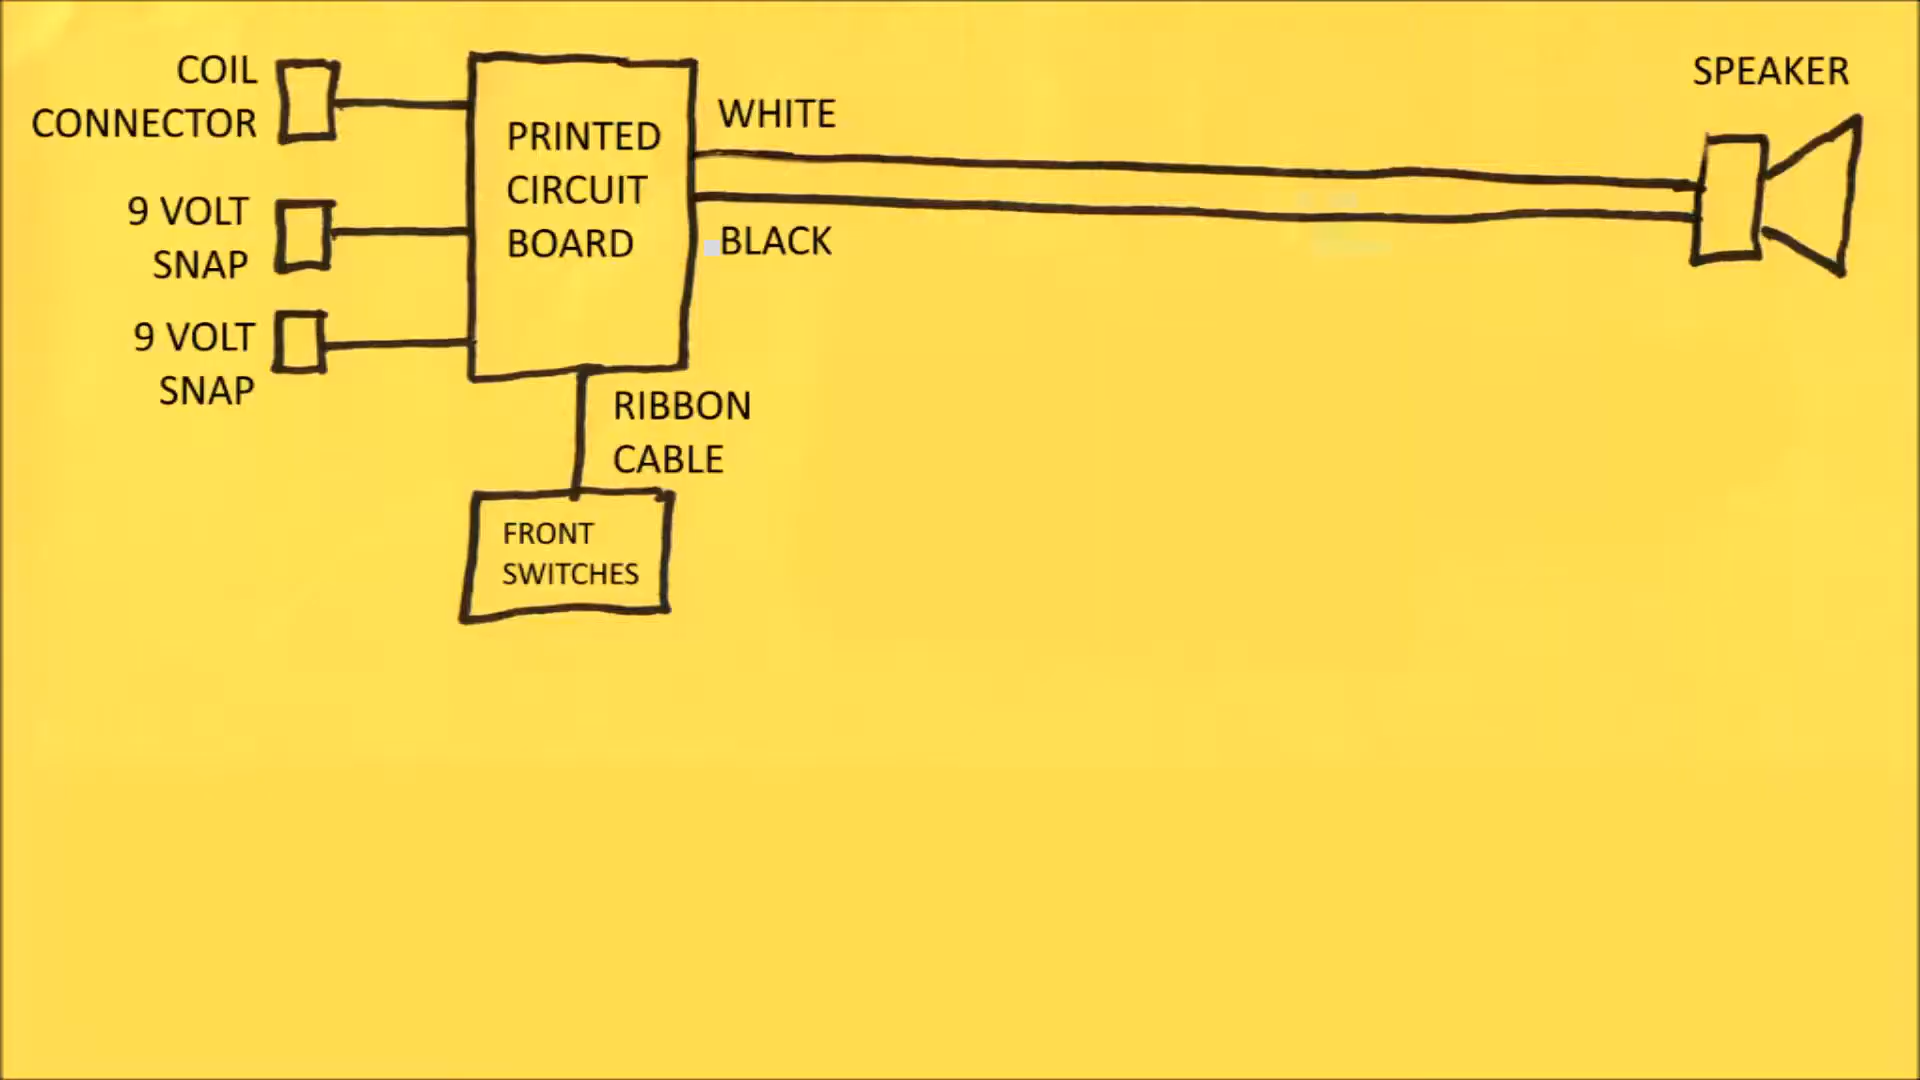 COIL
CONNECTOR
9 VOLT
SNAP
9 VOLT
SNAP
PRINTED
CIRCUIT
BOARD
WHITE
BLACK
SPEAKER
RIBBON
CABLE
FRONT
SWITCHES